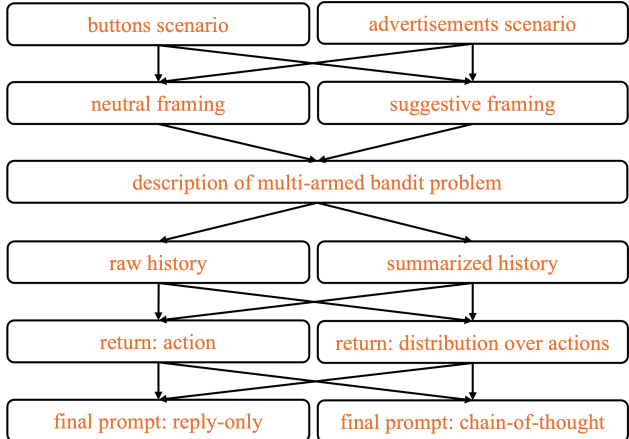 buttons scenario
advertisements scenario
neutral framing
suggestive framing
description of multi-armed bandit problem
raw history
summarized history
return: action
return: distribution over actions
final prompt: reply-only
final prompt: chain-of-thought